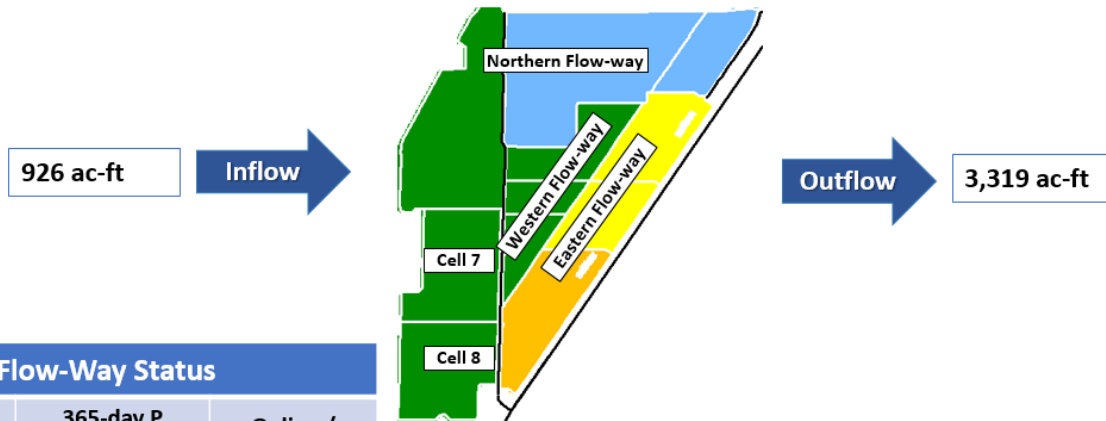 Northern Flow-way
926 ac-ft
Inflow
Western Flow-way
Eastern Flow-way
Outflow
3,319 ac-ft
Cell 7
Cell 8
Flow-Way Status
365-day P